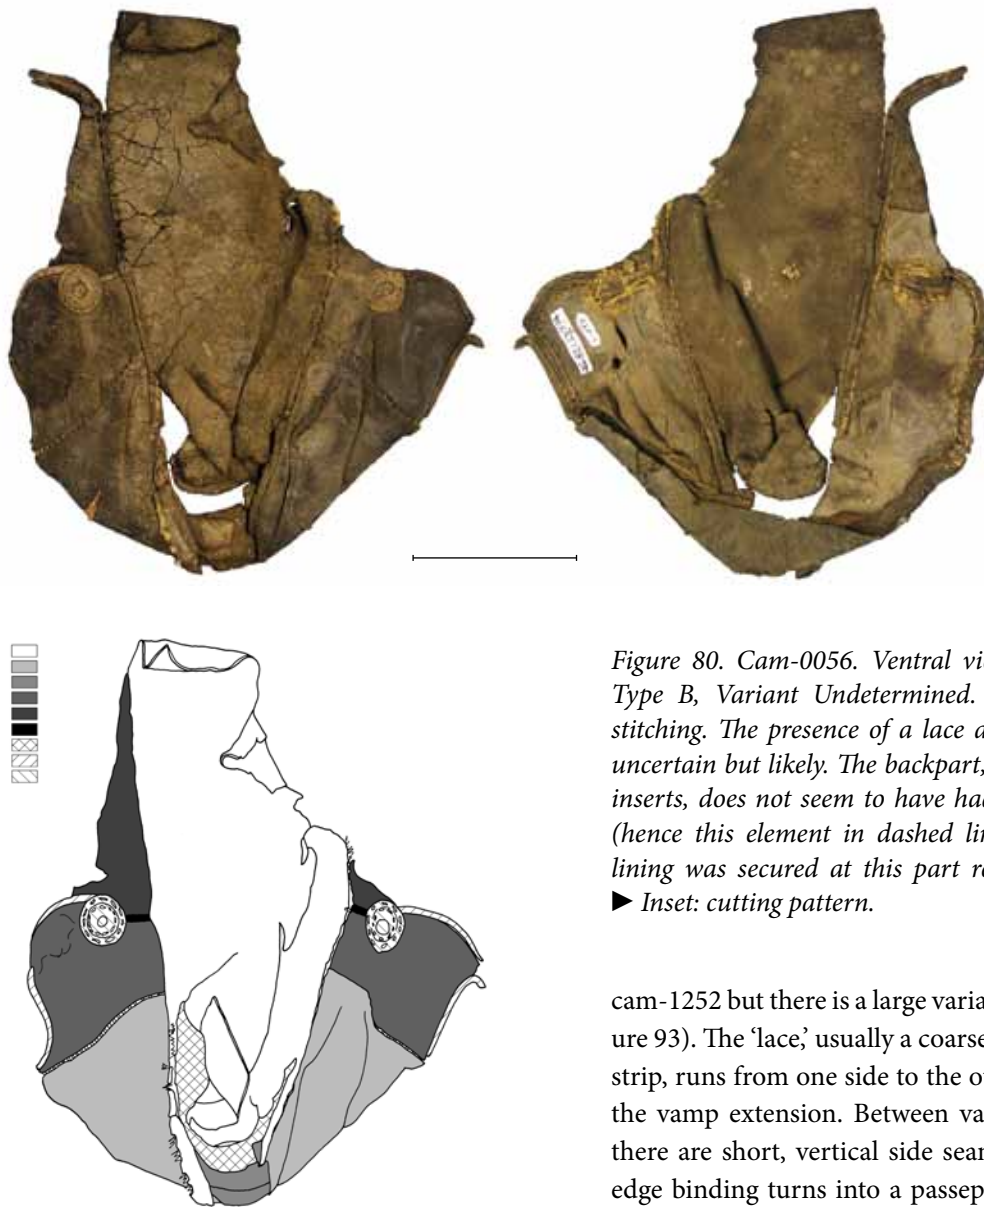 Figure 80. Cam-0056. Ventral vi
Type B, Variant Undetermined.
stitching. The presence of a lace a
uncertain but likely. The backpart,
inserts, does not seem to have ha
(hence this element in dashed li
lining was secured at this part r
▶ Inset: cutting pattern.
cam-1252 but there is a large varia
ure 93). The ‘lace,’ usually a coarse
strip, runs from one side to the o
the vamp extension. Between va
there are short, vertical side sea
edge binding turns into a passep